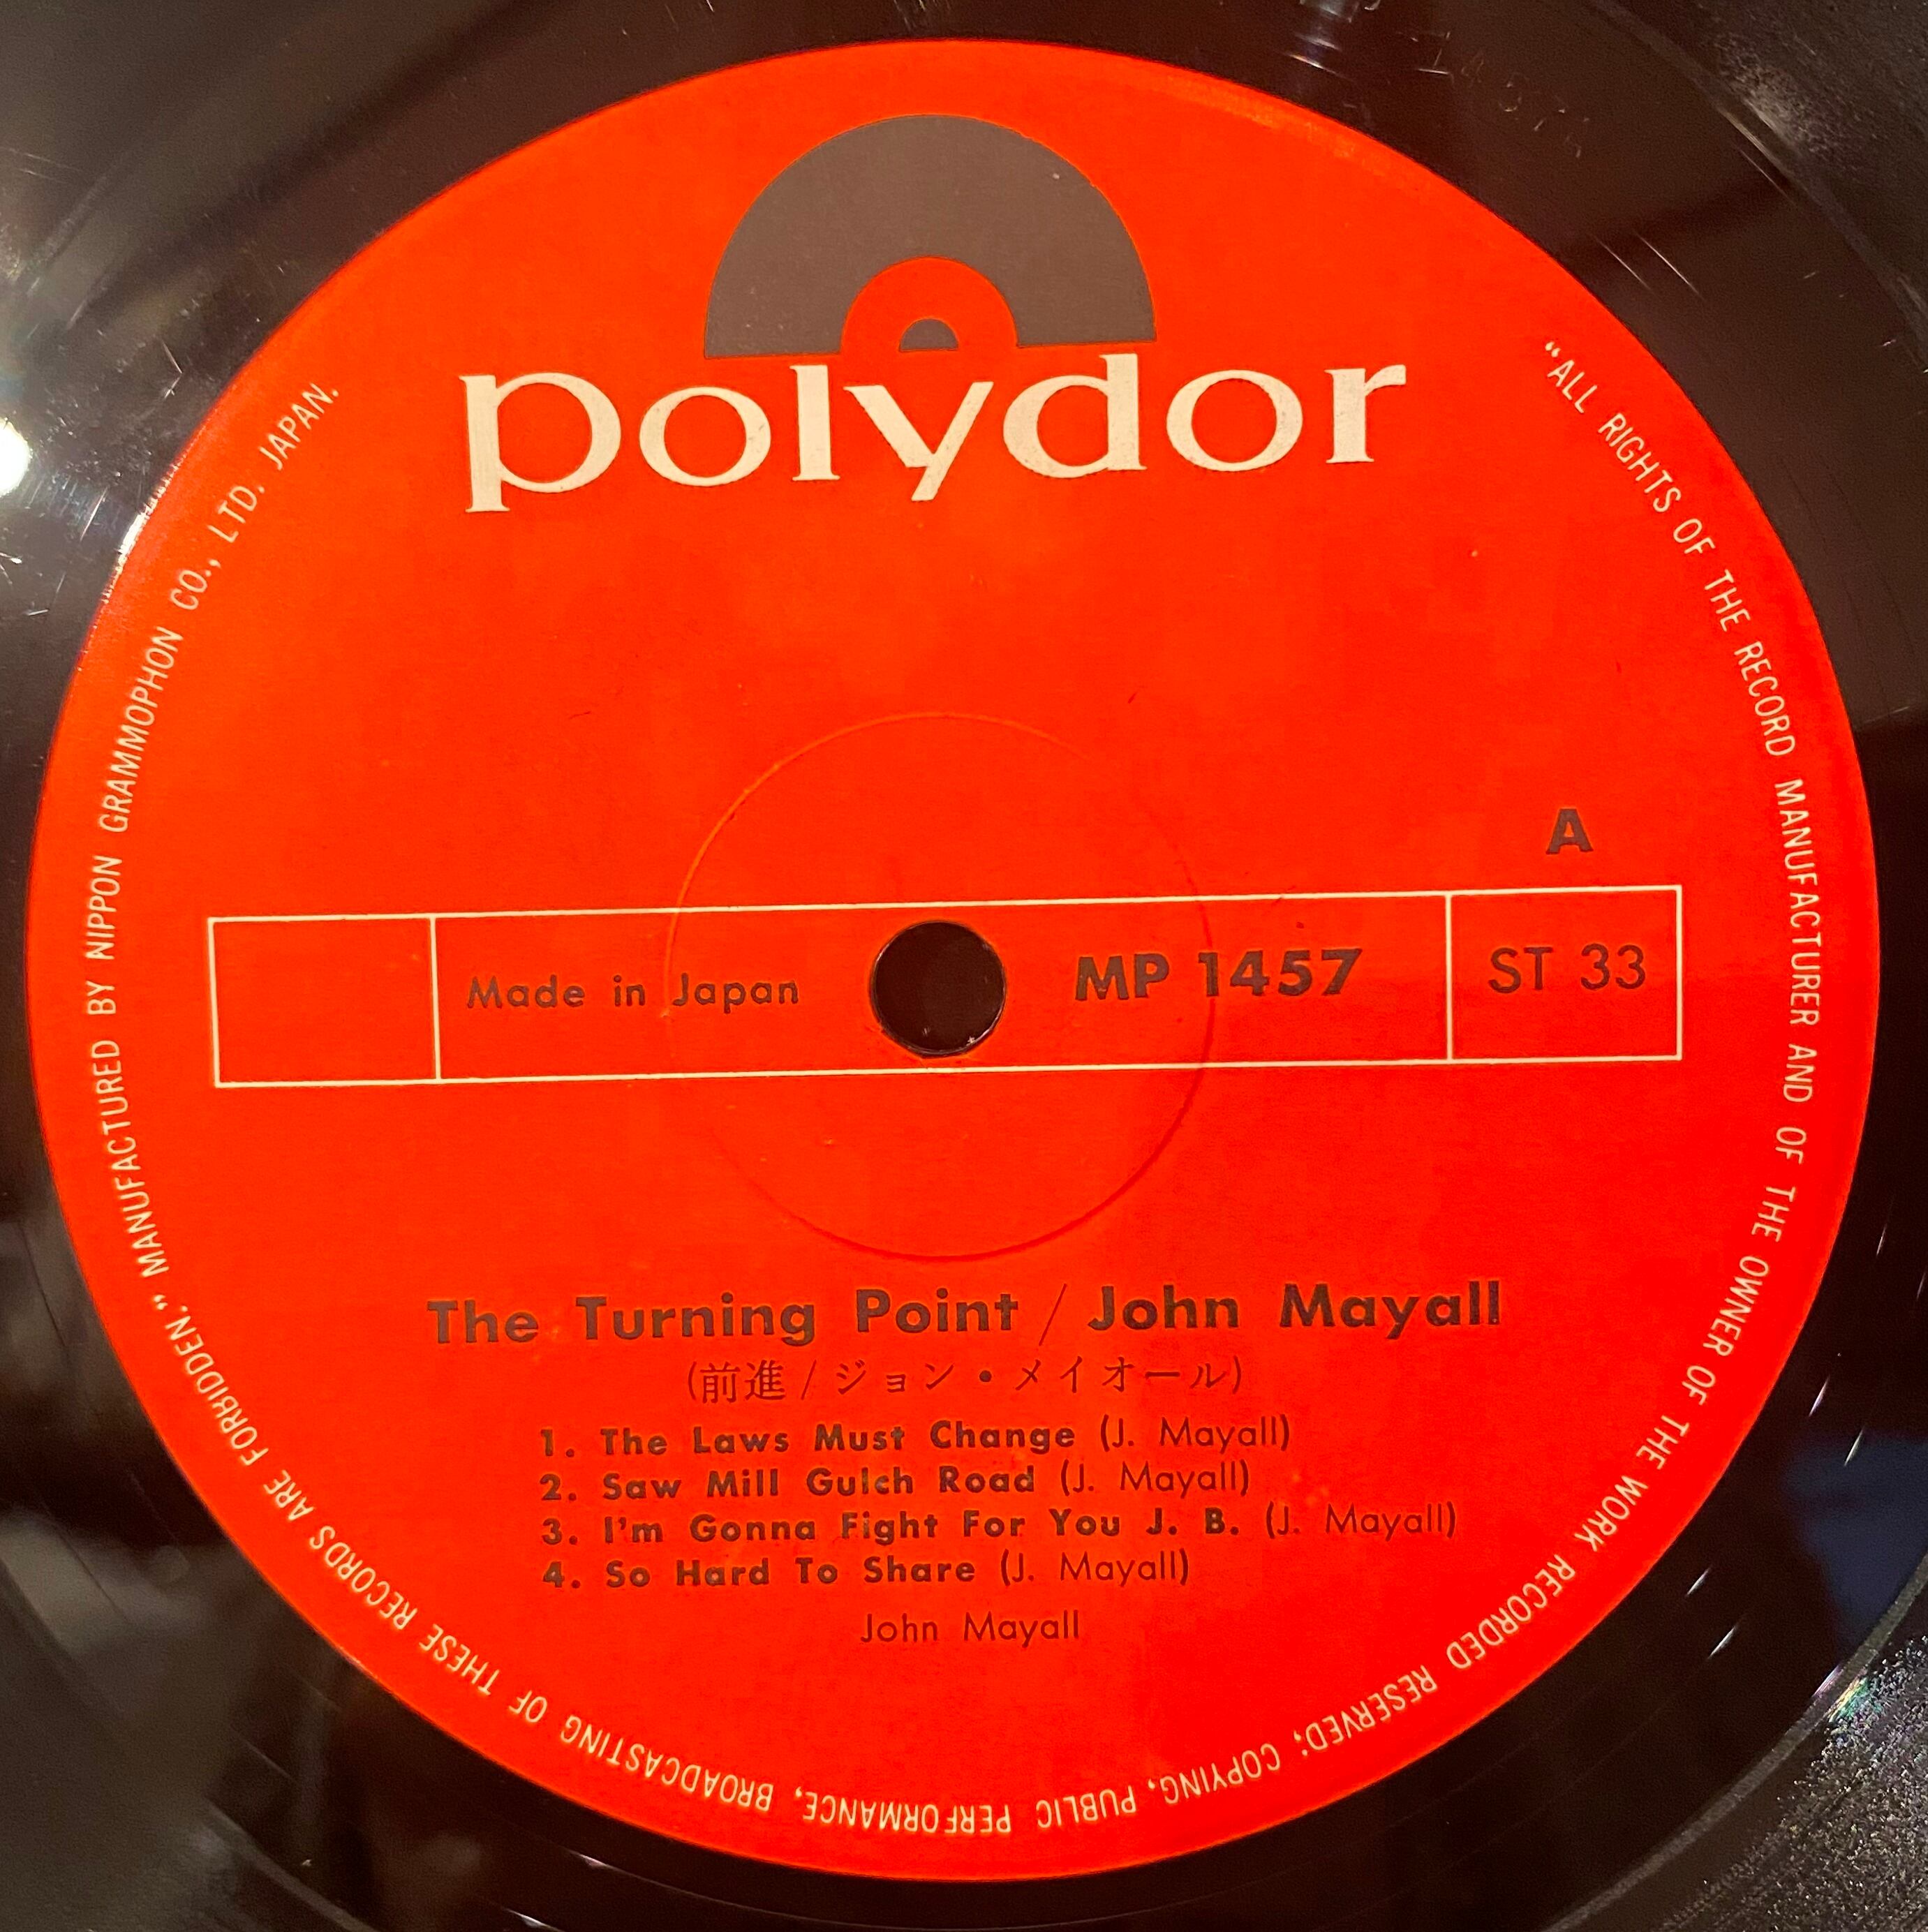 polydor
A
Made in Japan
MP 1457
ST 33
The Turning Point / John Mayall
(前進 / ジョン・メイオール)
1. The Laws Must Change (J. Mayall)
2. Saw Mill Gulch Road (J. Mayall)
3. I'm Gonna Fight For You J. B. (J. Mayall)
4. So Hard To Share (J. Mayall)
John Mayall
“ALL RIGHTS OF THE RECORD MANUFACTURER AND OF THE OWNER OF THE WORK RECORDED RESERVED; COPYING, PUBLIC PERFORMANCE, BROADCASTING OF THESE RECORDS ARE FORBIDDEN.” MANUFACTURED BY NIPPON GRAMMOPHON CO., LTD. JAPAN.